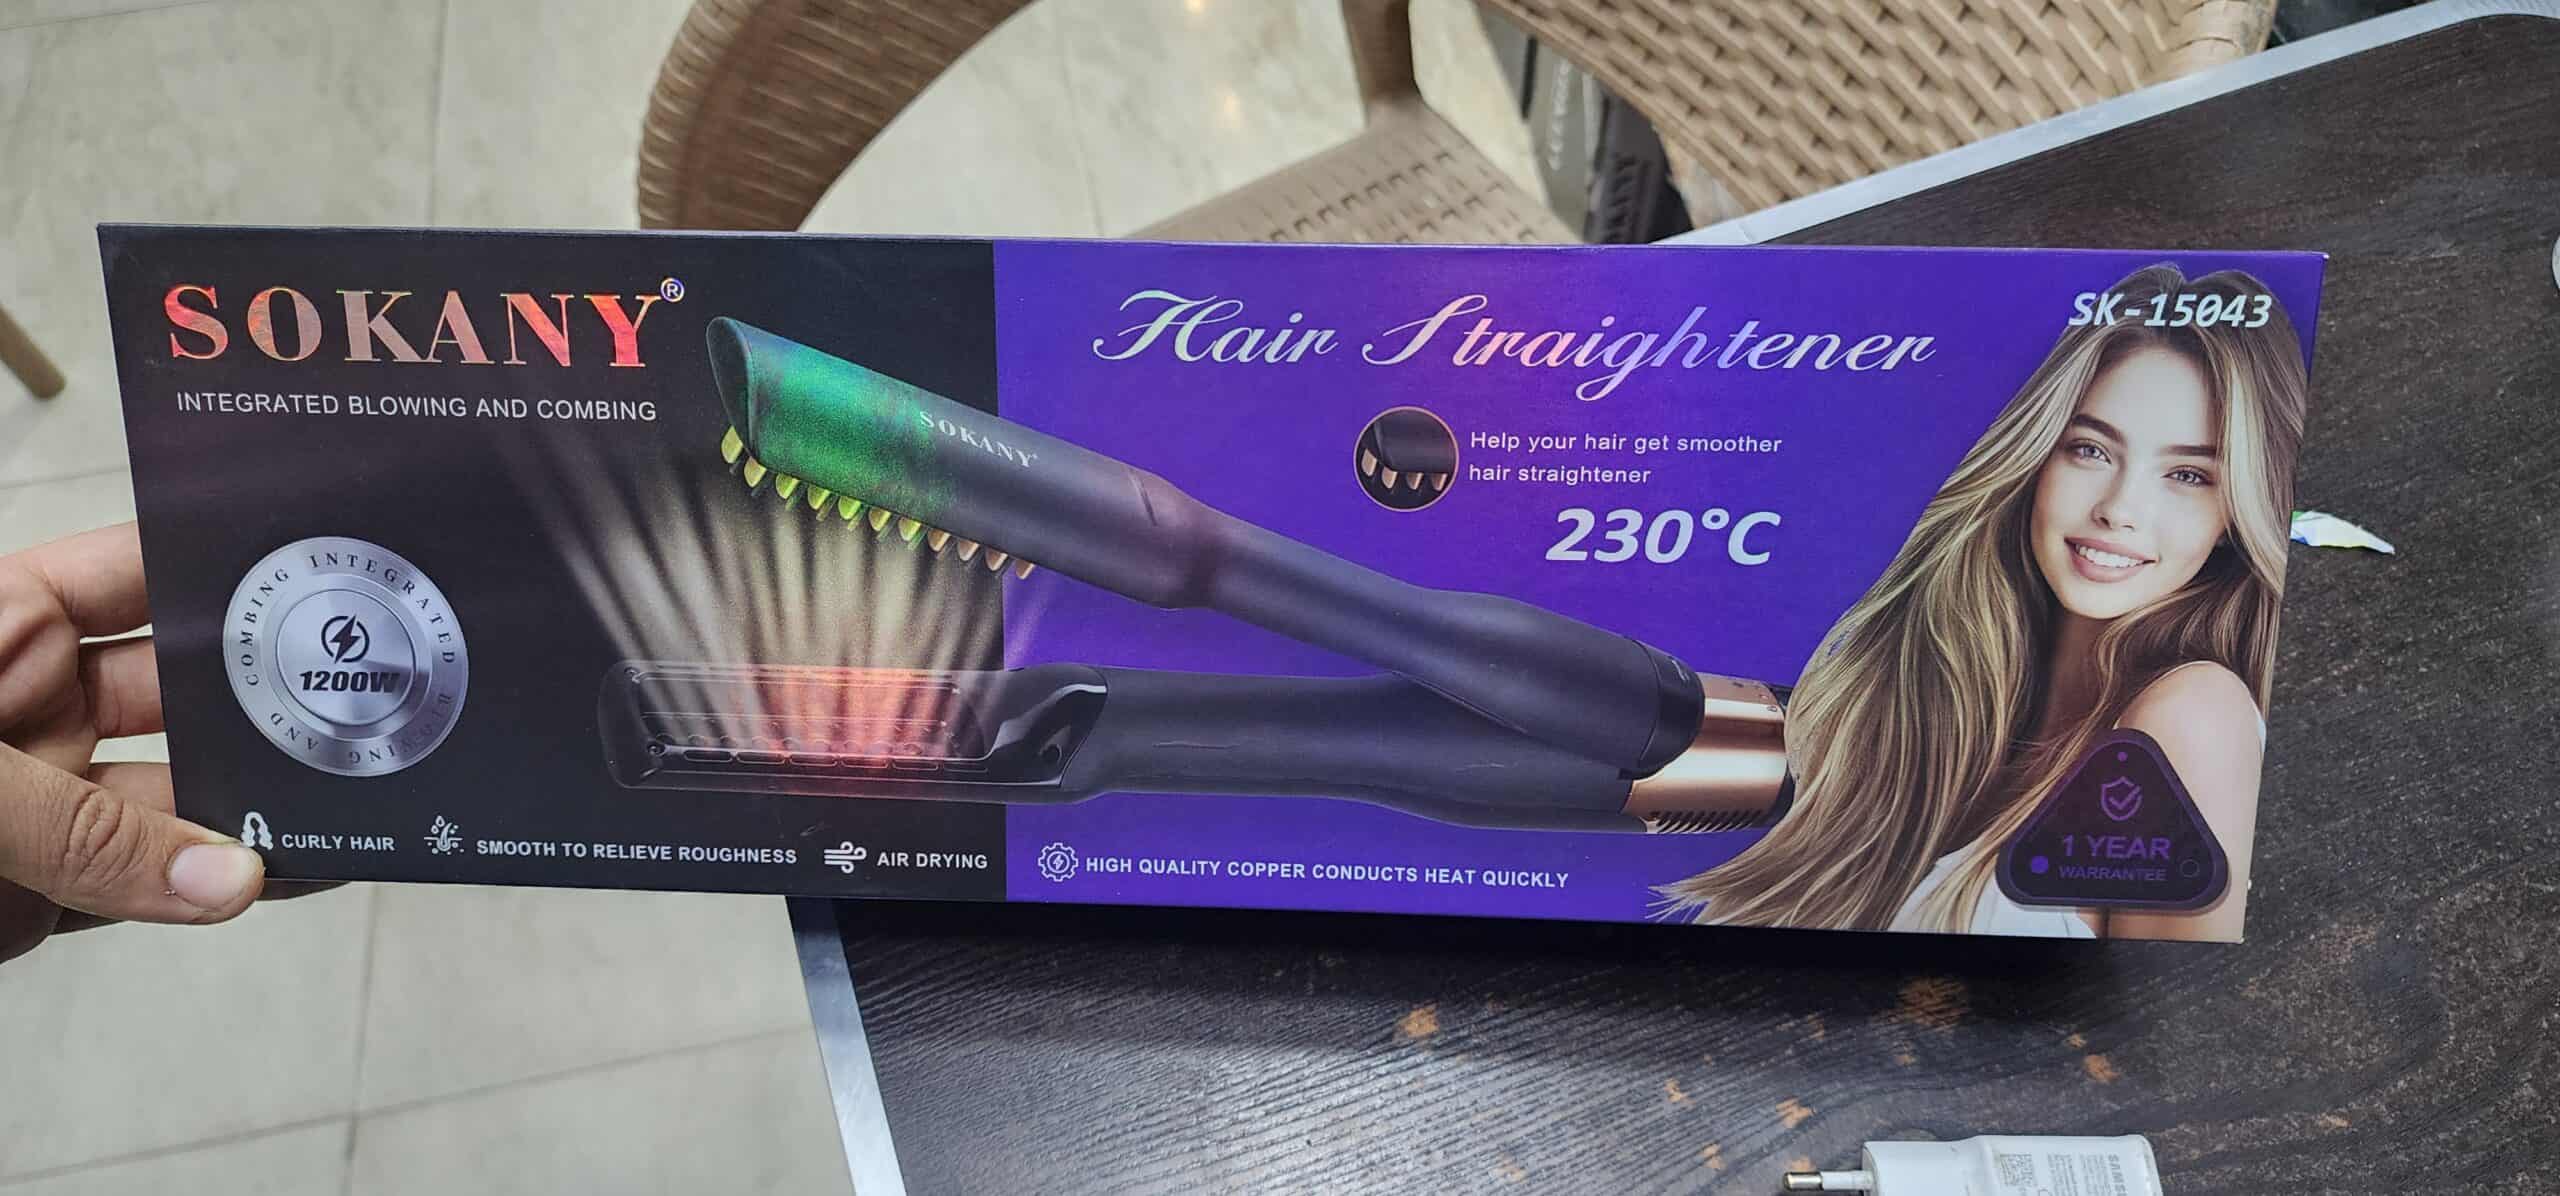 SOKANY®
INTEGRATED BLOWING AND COMBING
SOKANY
COMBING INTEGRATED BLOWING AND
1200W
CURLY HAIR
SMOOTH TO RELIEVE ROUGHNESS
AIR DRYING
Hair Straightener
SK-15043
Help your hair get smoother
hair straightener
230°C
HIGH QUALITY COPPER CONDUCTS HEAT QUICKLY
1 YEAR
WARRANTEE